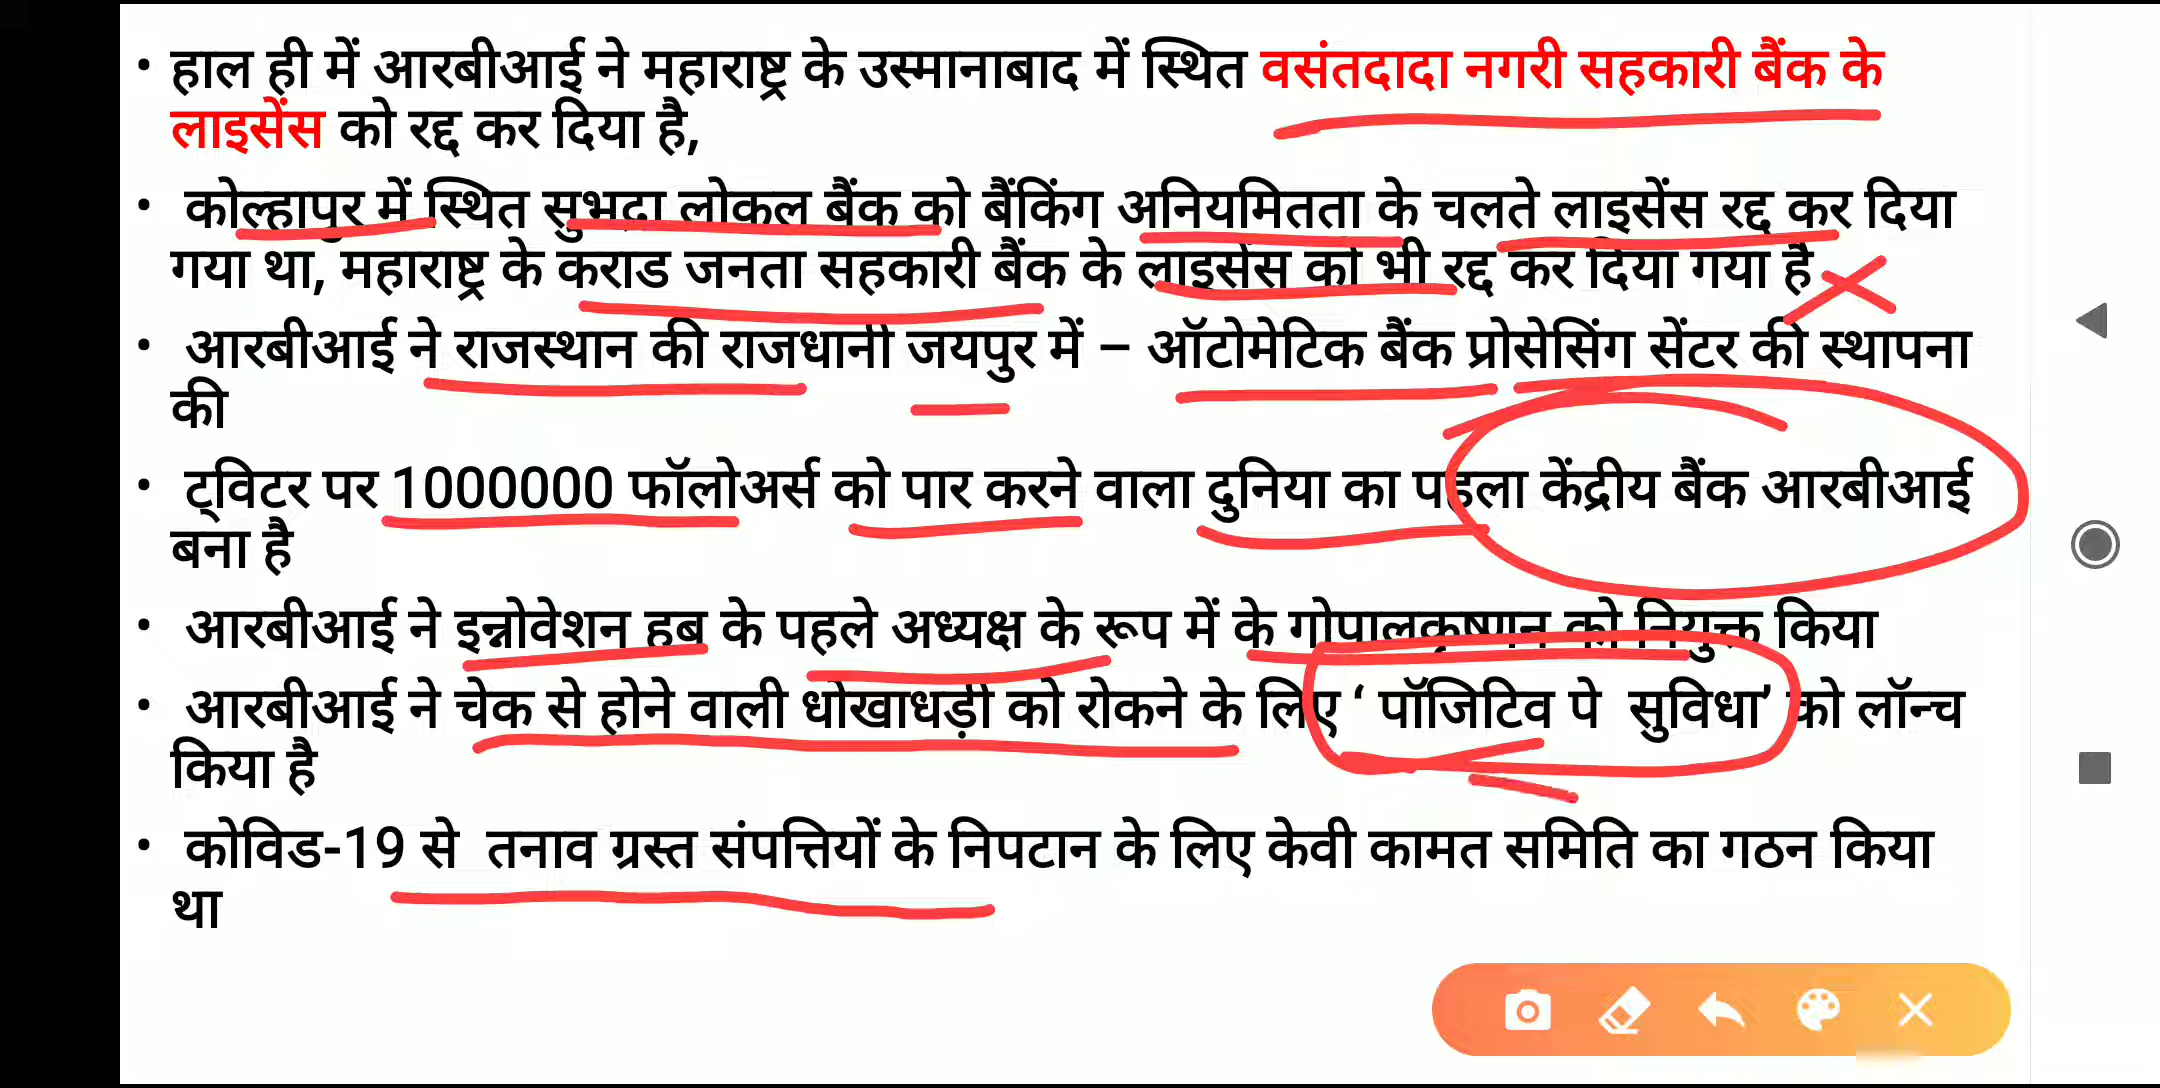 • हाल ही में आरबीआई ने महाराष्ट्र के उस्मानाबाद में स्थित वसंतदादा नगरी सहकारी बैंक के
लाइसेंस को रद्द कर दिया है,
• कोल्हापुर में स्थित सुभद्रा लोकल बैंक को बैंकिंग अनियमितता के चलते लाइसेंस रद्द कर दिया
गया था, महाराष्ट्र के कराड जनता सहकारी बैंक के लाइसेंस को भी रद्द कर दिया गया है
• आरबीआई ने राजस्थान की राजधानी जयपुर में – ऑटोमेटिक बैंक प्रोसेसिंग सेंटर की स्थापना
की
• ट्विटर पर 1000000 फॉलोअर्स को पार करने वाला दुनिया का पहला केंद्रीय बैंक आरबीआई
बना है
• आरबीआई ने इन्नोवेशन हब के पहले अध्यक्ष के रूप में के गोपालकृष्णन को नियुक्त किया
• आरबीआई ने चेक से होने वाली धोखाधड़ी को रोकने के लिए ‘ पॉजिटिव पे सुविधा’ को लॉन्च
किया है
• कोविड-19 से तनाव ग्रस्त संपत्तियों के निपटान के लिए केवी कामत समिति का गठन किया
था